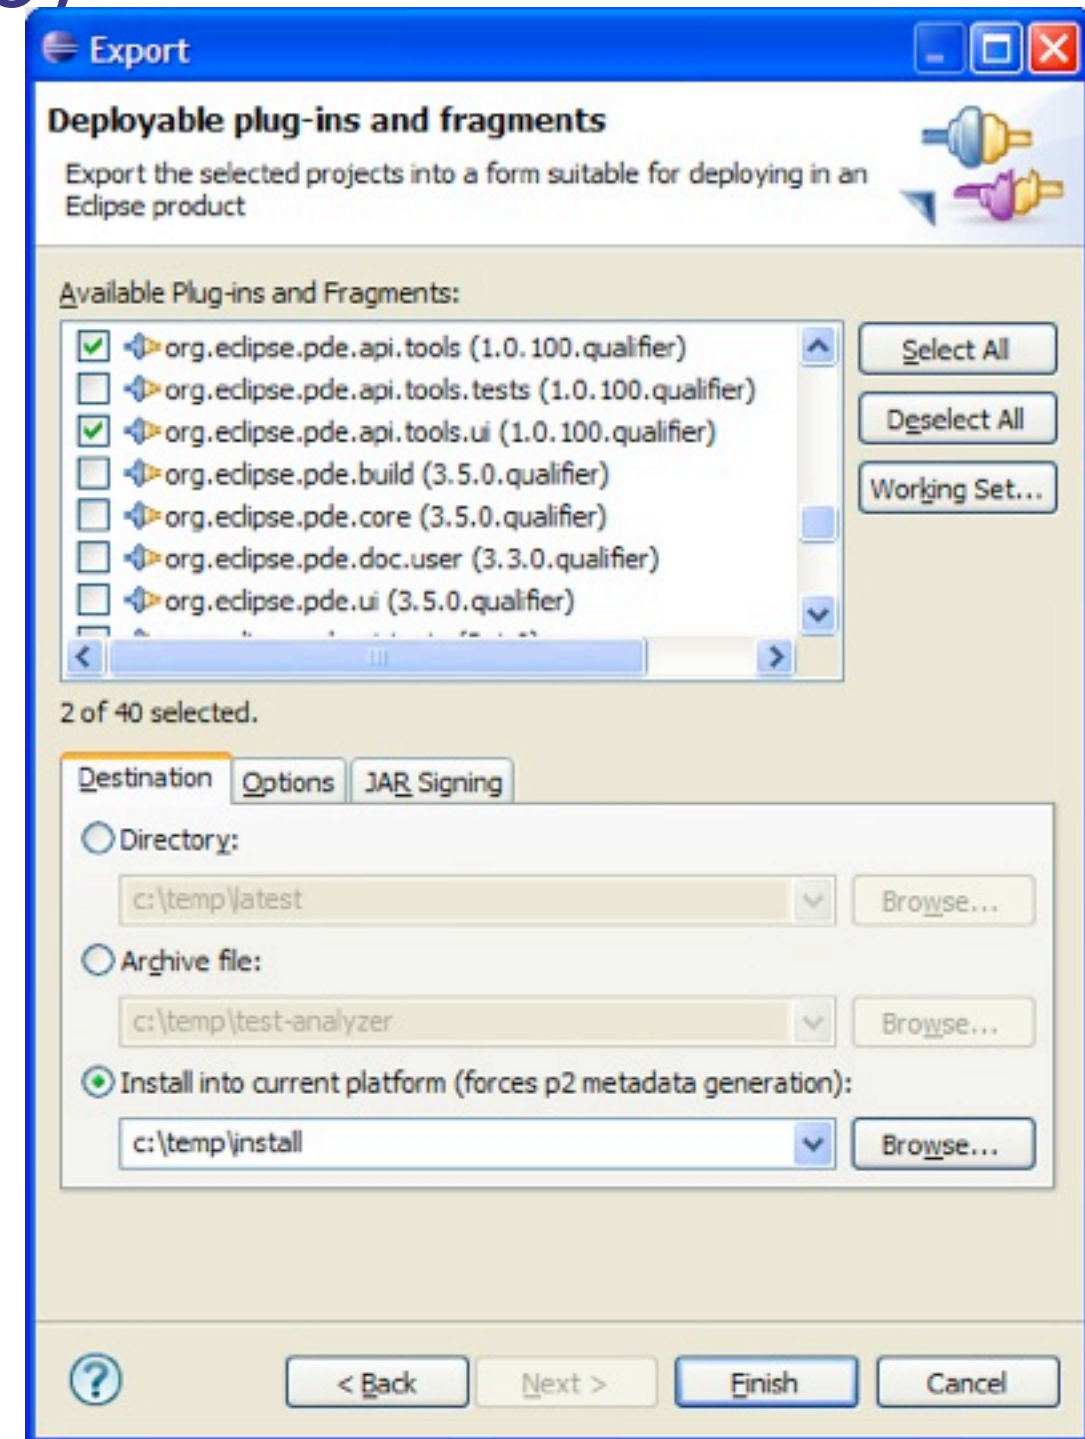 Export
Deployable plug-ins and fragments
Export the selected projects into a form suitable for deploying in an
Eclipse product
Available Plug-ins and Fragments:
org.eclipse.pde.api.tools (1.0.100.qualifier)
org.eclipse.pde.api.tools.tests (1.0.100.qualifier)
org.eclipse.pde.api.tools.ui (1.0.100.qualifier)
org.eclipse.pde.build (3.5.0.qualifier)
org.eclipse.pde.core (3.5.0.qualifier)
org.eclipse.pde.doc.user (3.3.0.qualifier)
org.eclipse.pde.ui (3.5.0.qualifier)
Select All
Deselect All
Working Set...
2 of 40 selected.
Destination Options JAR Signing
Directory:
c:\temp\latest Browse...
Archive file:
c:\temp\test-analyzer Browse...
Install into current platform (forces p2 metadata generation):
c:\temp\install Browse...
? < Back Next > Finish Cancel